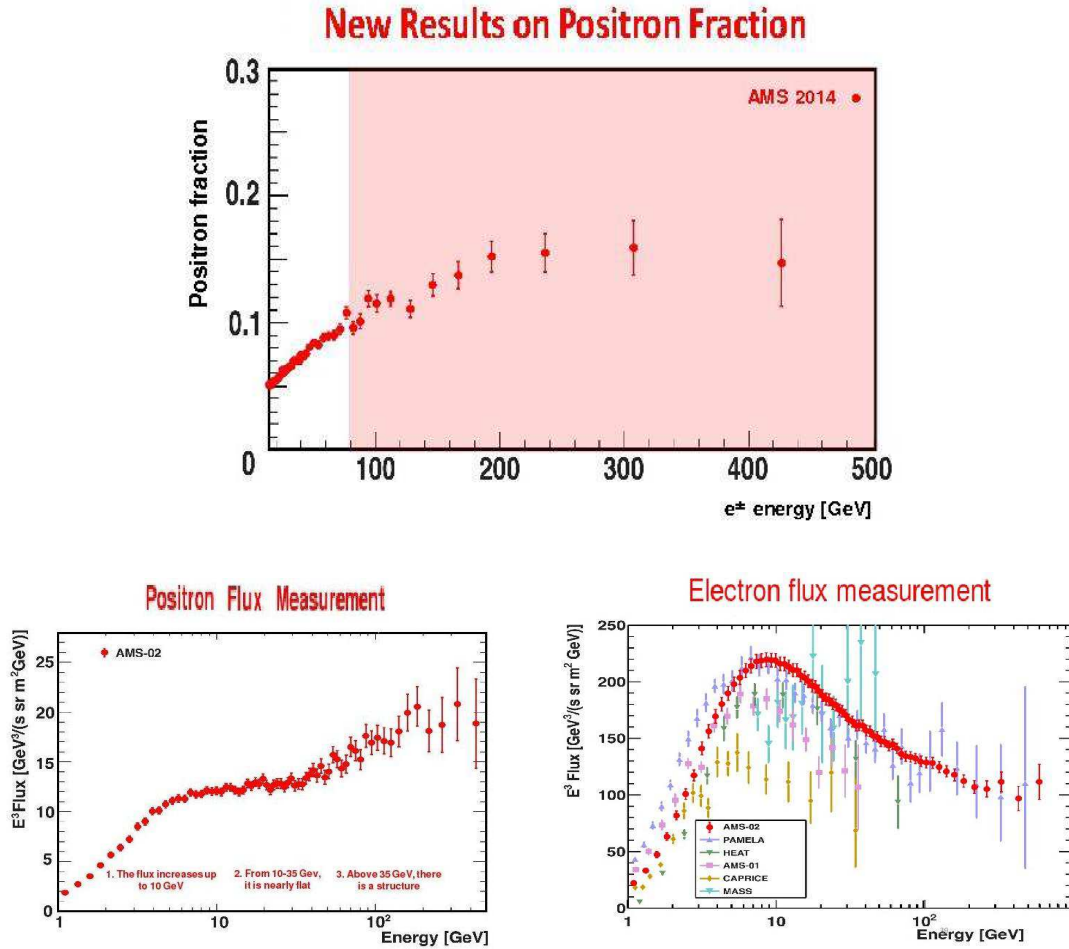 New Results on Positron Fraction
0.3
AMS 2014
Positron fraction
0.2
0.1
0
100
200
300
400
500
e± energy [GeV]
Positron Flux Measurement
E³Flux [GeV³/(s sr m²GeV)]
AMS-02
25
20
15
10
5
0
1. The flux increases up
to 10 GeV
2. From 10-35 Gev,
it is nearly flat
3. Above 35 GeV, there
is a structure
1
10
10²
Energy [GeV]
Electron flux measurement
E³ Flux [GeV³/(s sr m² GeV)]
250
200
150
100
50
0
AMS-02
PAMELA
HEAT
AMS-01
CAPRICE
MASS
1
10
10²
Energy [GeV]